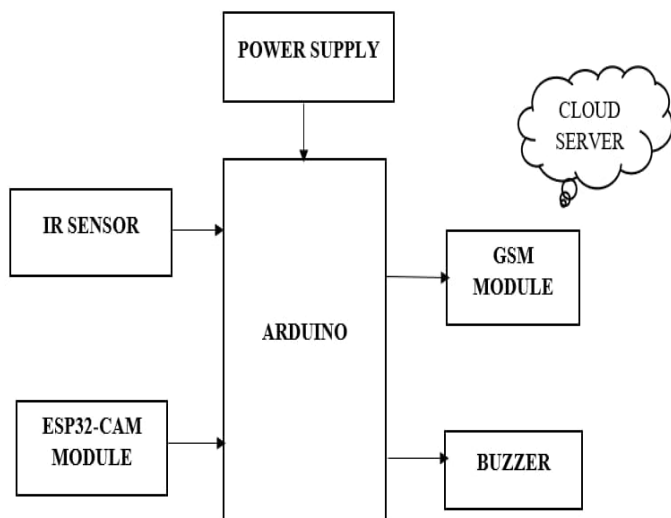 POWER SUPPLY
CLOUD
SERVER
IR SENSOR
GSM
MODULE
ARDUINO
ESP32-CAM
MODULE
BUZZER